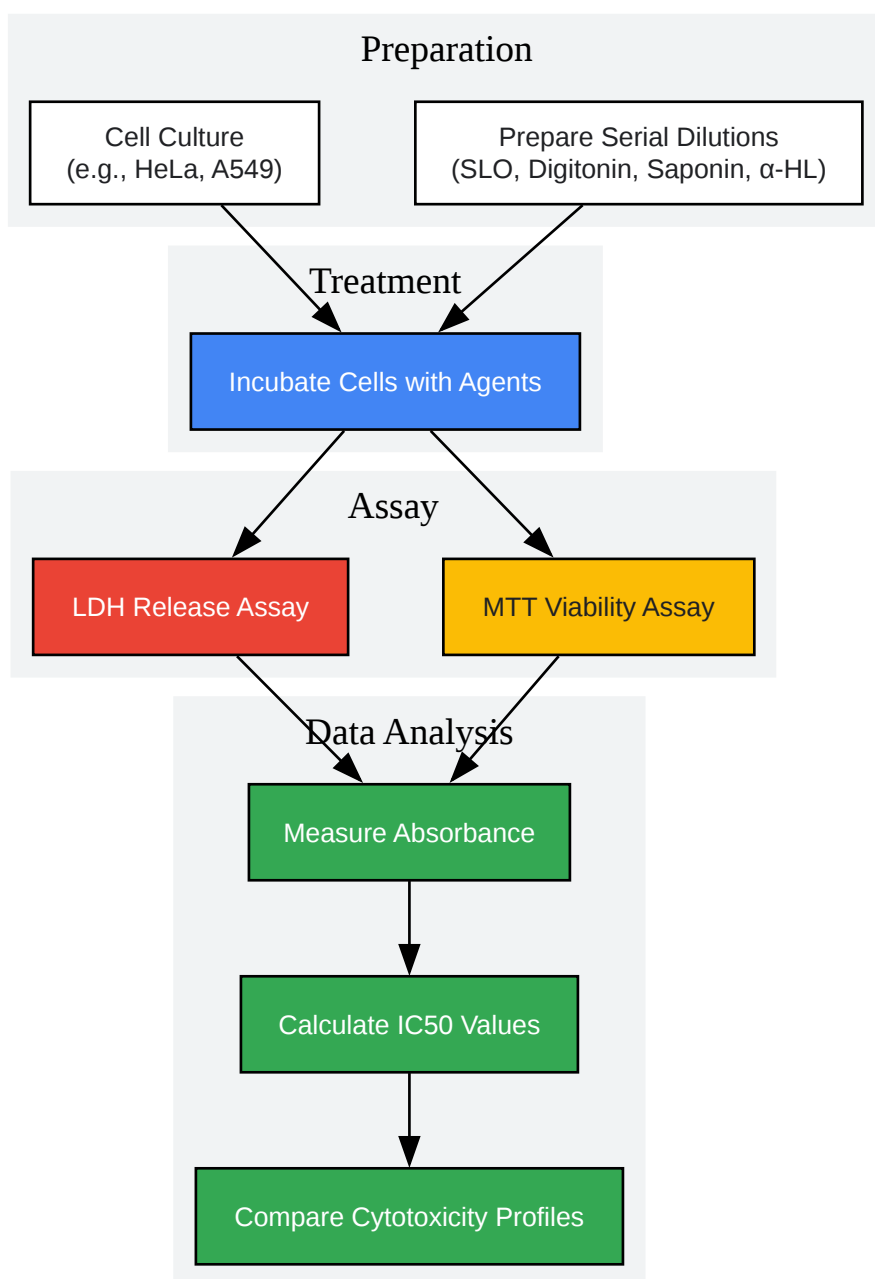 Preparation
Cell Culture
(e.g., HeLa, A549)
Prepare Serial Dilutions
(SLO, Digitonin, Saponin, α-HL)
Treatment
Incubate Cells with Agents
Assay
LDH Release Assay
MTT Viability Assay
Data Analysis
Measure Absorbance
Calculate IC50 Values
Compare Cytotoxicity Profiles